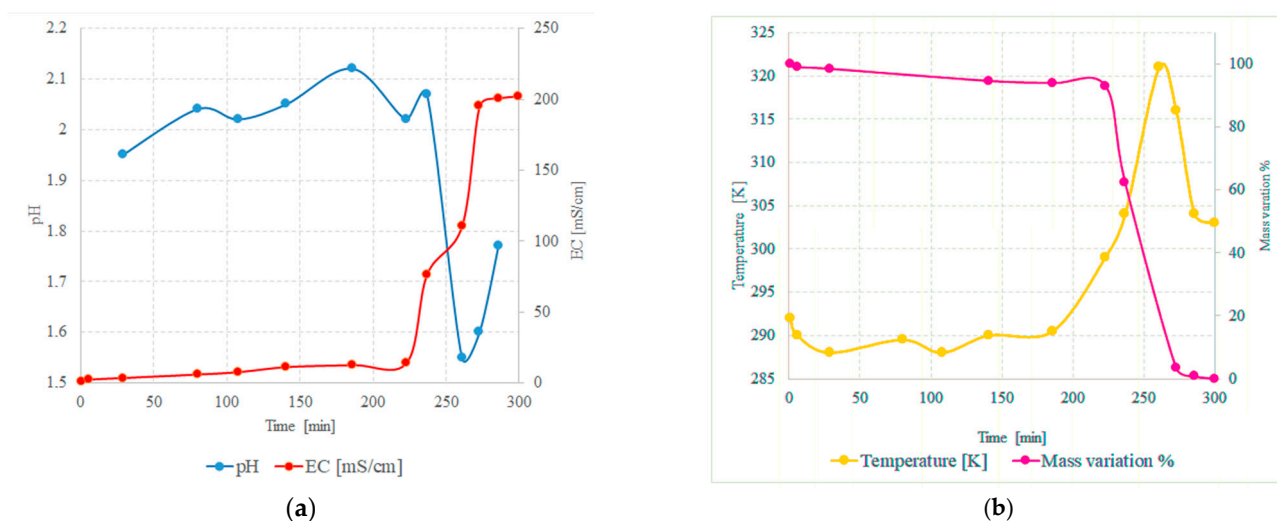 2.2
2.1
2
1.9
1.8
1.7
1.6
1.5
pH
250
200
150
100
50
0
EC [mS/cm]
0 50 100 150 200 250 300
Time [min]
pH EC [mS/cm]
(a)
325
320
315
310
305
300
295
290
285
Temperature [K]
100
80
60
40
20
0
Mass variation %
0 50 100 150 200 250 300
Time [min]
Temperature [K] Mass variation %
(b)